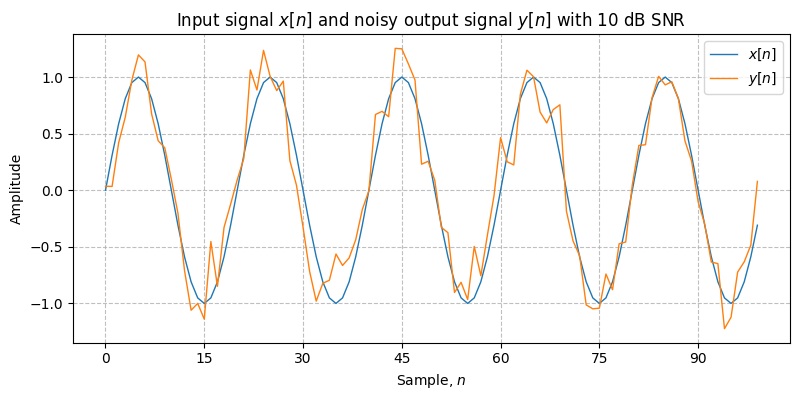 Input signal x[n] and noisy output signal y[n] with 10 dB SNR
x[n]
y[n]
1.0
0.5
0.0
−0.5
−1.0
Amplitude
0 15 30 45 60 75 90
Sample, n